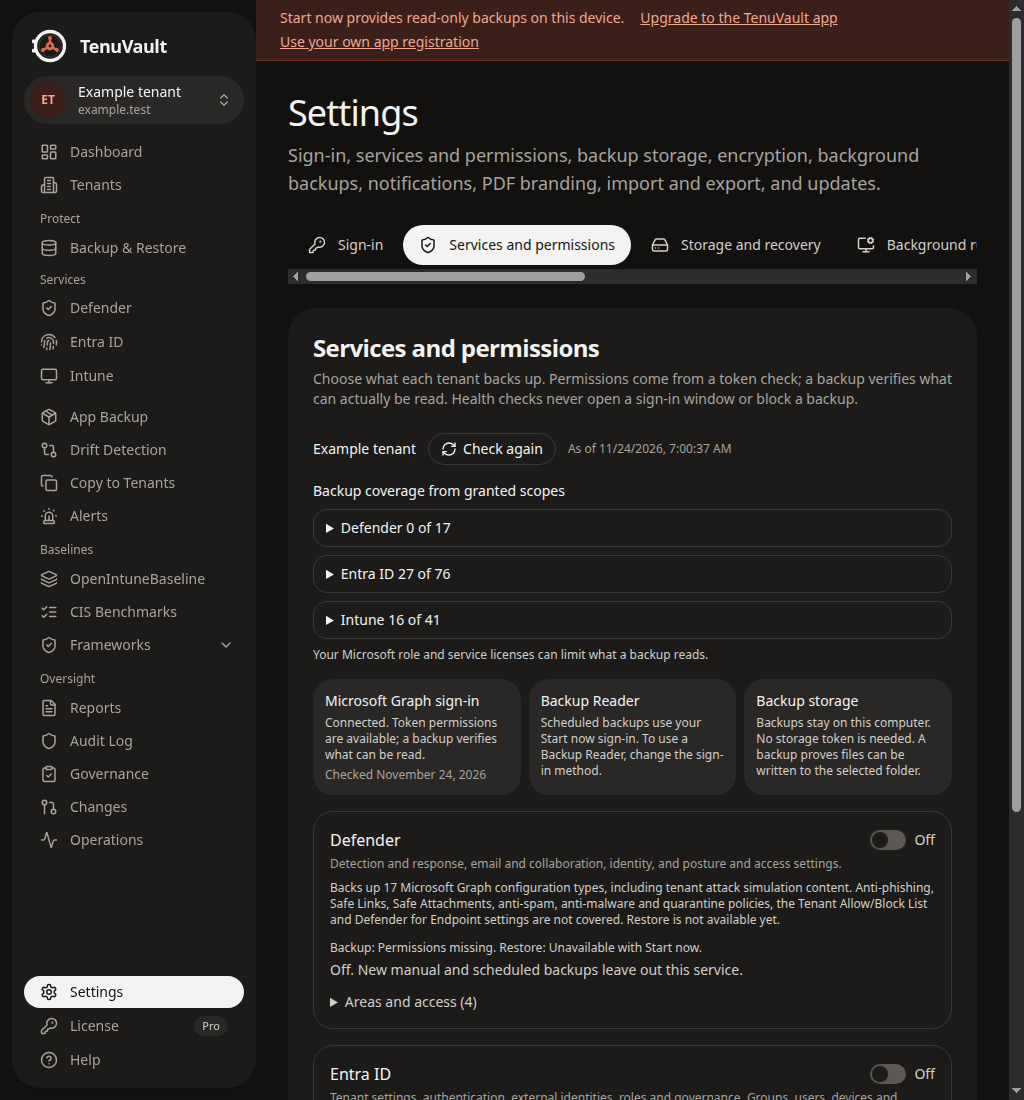 TenuVault
ET
Example tenant
example.test
Dashboard
Tenants
Protect
Backup & Restore
Services
Defender
Entra ID
Intune
App Backup
Drift Detection
Copy to Tenants
Alerts
Baselines
OpenIntuneBaseline
CIS Benchmarks
Frameworks
Oversight
Reports
Audit Log
Governance
Changes
Operations
Settings
License
Pro
Help
Start now provides read-only backups on this device. Upgrade to the TenuVault app
Use your own app registration
Settings
Sign-in, services and permissions, backup storage, encryption, background
backups, notifications, PDF branding, import and export, and updates.
Sign-in
Services and permissions
Storage and recovery
Background
Services and permissions
Choose what each tenant backs up. Permissions come from a token check; a backup verifies what
can actually be read. Health checks never open a sign-in window or block a backup.
Example tenant
Check again
As of 11/24/2026, 7:00:37 AM
Backup coverage from granted scopes
Defender 0 of 17
Entra ID 27 of 76
Intune 16 of 41
Your Microsoft role and service licenses can limit what a backup reads.
Microsoft Graph sign-in
Connected. Token permissions
are available; a backup verifies
what can be read.
Checked November 24, 2026
Backup Reader
Scheduled backups use your
Start now sign-in. To use a
Backup Reader, change the sign-
in method.
Backup storage
Backups stay on this computer.
No storage token is needed. A
backup proves files can be
written to the selected folder.
Defender
Off
Detection and response, email and collaboration, identity, and posture and access settings.
Backs up 17 Microsoft Graph configuration types, including tenant attack simulation content. Anti-phishing,
Safe Links, Safe Attachments, anti-spam, anti-malware and quarantine policies, the Tenant Allow/Block List
and Defender for Endpoint settings are not covered. Restore is not available yet.
Backup: Permissions missing. Restore: Unavailable with Start now.
Off. New manual and scheduled backups leave out this service.
Areas and access (4)
Entra ID
Off
Tenant settings, authentication, external identities, roles and governance. Groups, users, devices and